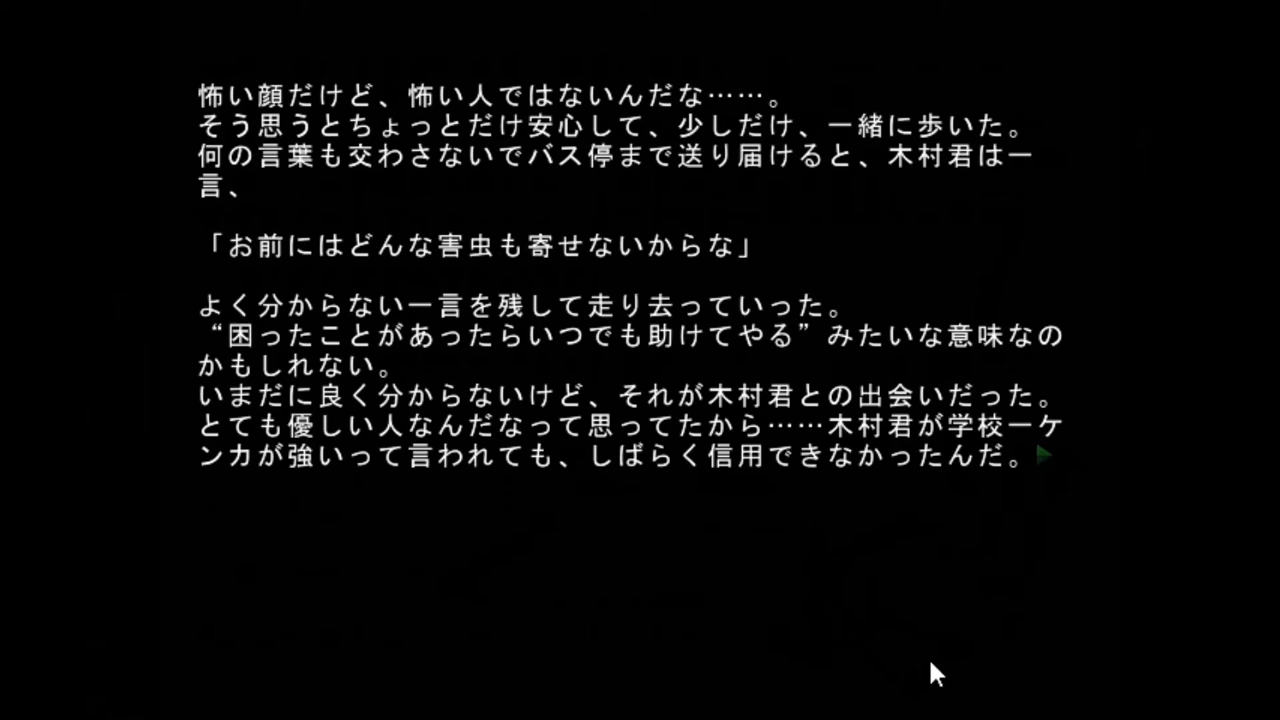 怖い顔だけど、怖い人ではないんだな……。
そう思うとちょっとだけ安心して、少しだけ、一緒に歩いた。
何の言葉も交わさないでバス停まで送り届けると、木村君は一
言、
「お前にはどんな害虫も寄せないからな」
よく分からない一言を残して走り去っていった。
“困ったことがあったらいつでも助けてやる”みたいな意味なの
かもしれない。
いまだに良く分からないけど、それが木村君との出会いだった。
とても優しい人なんだなって思ってたから……木村君が学校一ケ
ンカが強いって言われても、しばらく信用できなかったんだ。